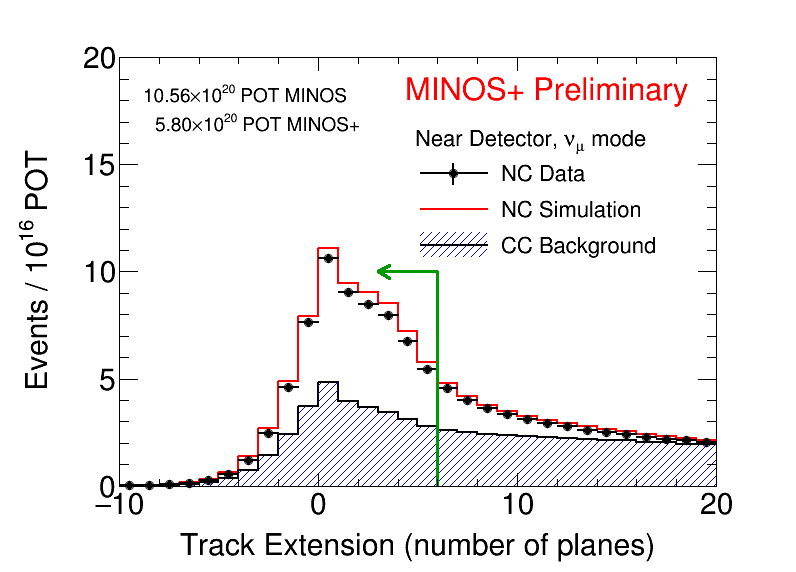 20
15
10
5
0
Events / 10¹⁶ POT
10.56×10²⁰ POT MINOS
5.80×10²⁰ POT MINOS+
MINOS+ Preliminary
Near Detector, νμ mode
NC Data
NC Simulation
CC Background
−10 0 10 20
Track Extension (number of planes)